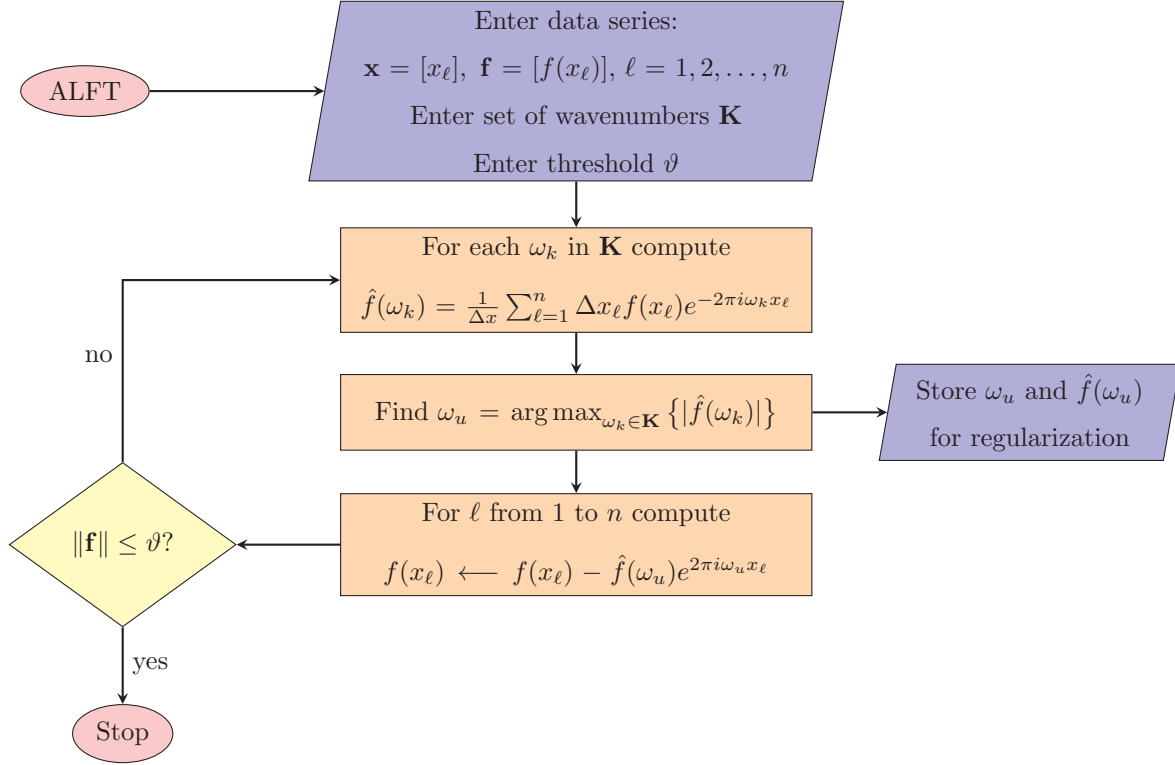 ALFT
Enter data series:
𝐱 = [x_ℓ], 𝐟 = [f(x_ℓ)], ℓ = 1, 2, . . . , n
Enter set of wavenumbers 𝐊
Enter threshold ϑ
For each ω_k in 𝐊 compute
f̂(ω_k) = \frac{1}{Δx} ∑_{ℓ=1}^{n} Δx_ℓ f(x_ℓ)e^{−2πiω_k x_ℓ}
no
Find ω_u = arg max_{ω_k∈𝐊} {|f̂(ω_k)|}
Store ω_u and f̂(ω_u)
for regularization
For ℓ from 1 to n compute
f(x_ℓ) ⟵ f(x_ℓ) − f̂(ω_u)e^{2πiω_u x_ℓ}
‖𝐟‖ ≤ ϑ?
yes
Stop